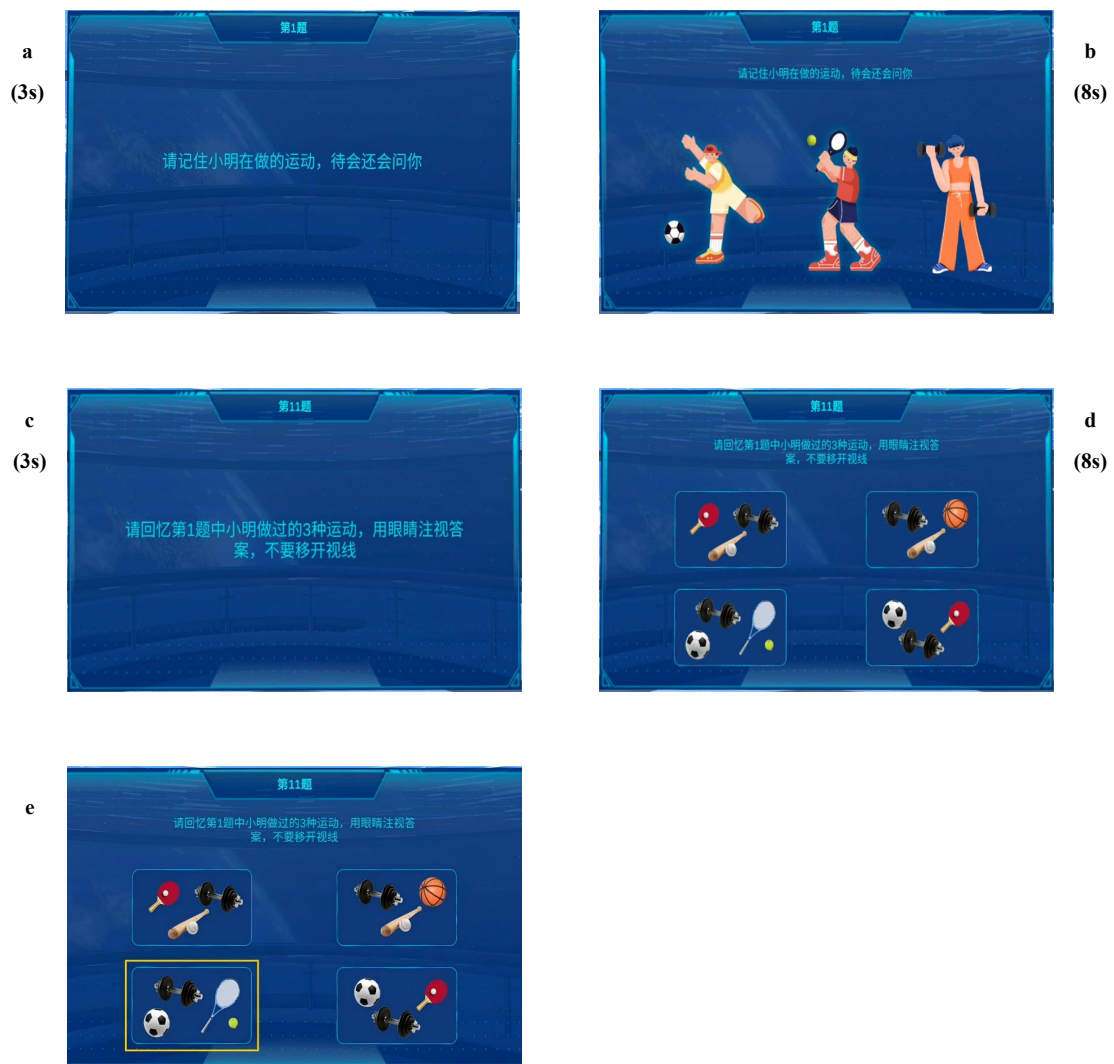 a
(3s)
第1题
请记住小明在做的运动，待会还会问你
第1题
请记住小明在做的运动，待会还会问你
b
(8s)
c
(3s)
第11题
请回忆第1题中小明做过的3种运动，用眼睛注视答
案，不要移开视线
第11题
请回忆第1题中小明做过的3种运动，用眼睛注视答
案，不要移开视线
d
(8s)
e
第11题
请回忆第1题中小明做过的3种运动，用眼睛注视答
案，不要移开视线